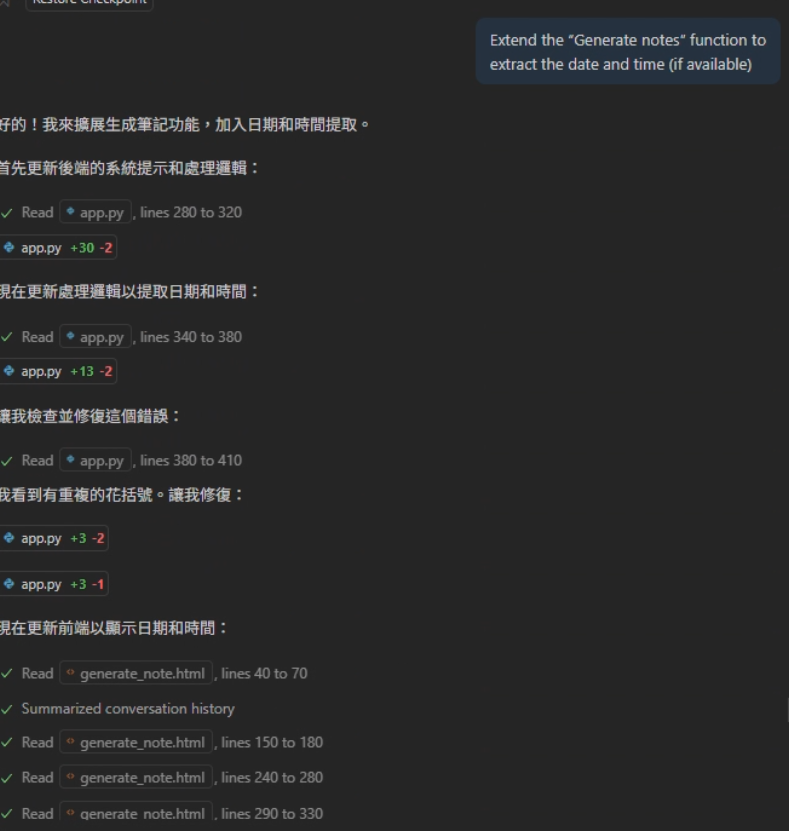 Restore Checkpoint
Extend the “Generate notes” function to
extract the date and time (if available)
好的！我來擴展生成筆記功能，加入日期和時間提取。
首先更新後端的系統提示和處理邏輯：
Read app.py, lines 280 to 320
app.py +30 -2
現在更新處理邏輯以提取日期和時間：
Read app.py, lines 340 to 380
app.py +13 -2
讓我檢查並修復這個錯誤：
Read app.py, lines 380 to 410
我看到有重複的花括號。讓我修復：
app.py +3 -2
app.py +3 -1
現在更新前端以顯示日期和時間：
Read generate_note.html, lines 40 to 70
Summarized conversation history
Read generate_note.html, lines 150 to 180
Read generate_note.html, lines 240 to 280
Read generate_note.html, lines 290 to 330